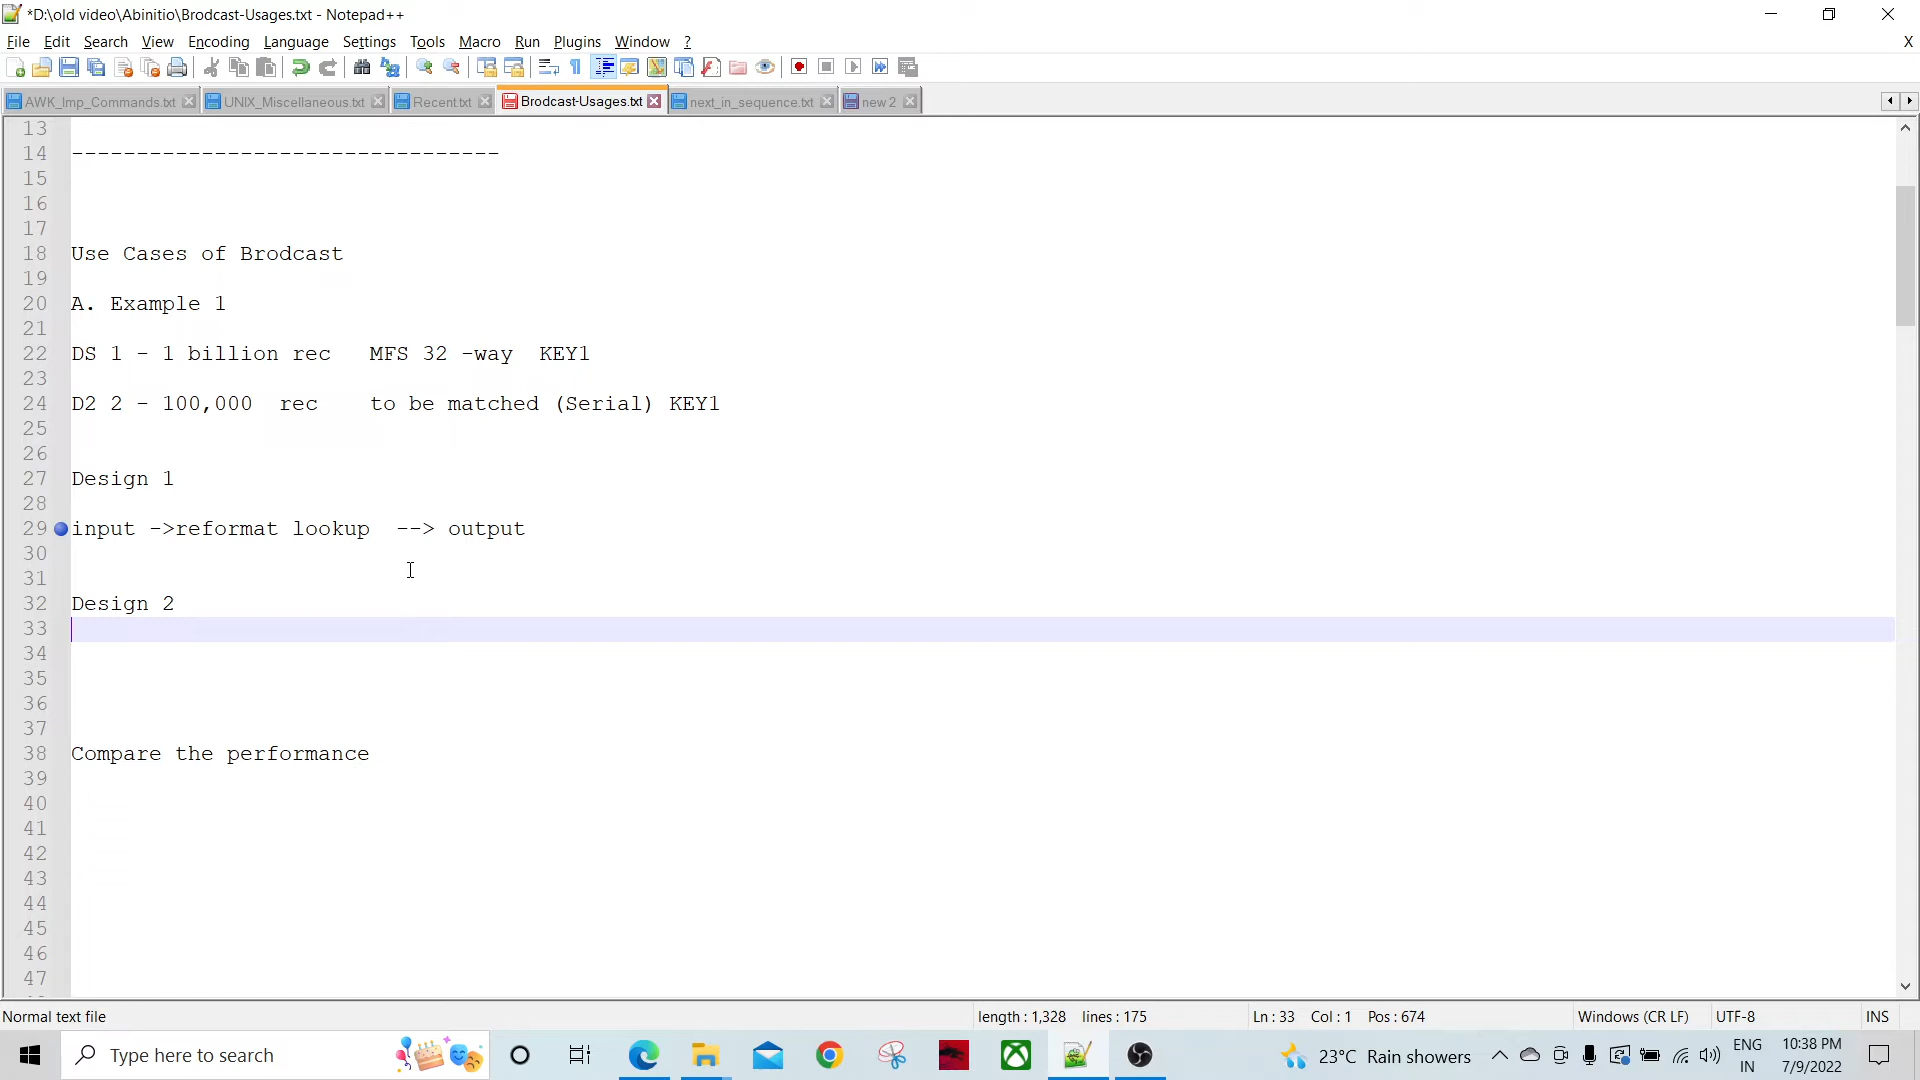 *D:\old video\Abinitio\Brodcast-Usages.txt - Notepad++
File Edit Search View Encoding Language Settings Tools Macro Run Plugins Window ? X
AWK_Imp_Commands.txt UNIX_Miscellaneous.txt Recent.txt Brodcast-Usages.txt next_in_sequence.txt new 2
13
14 ---------------------------------
15
16
17
18 Use Cases of Brodcast
19
20 A. Example 1
21
22 DS 1 - 1 billion rec   MFS 32 -way  KEY1
23
24 D2 2 - 100,000  rec    to be matched (Serial) KEY1
25
26
27 Design 1
28
29 input ->reformat lookup  --> output
30
31
32 Design 2
33
34
35
36
37
38 Compare the performance
39
40
41
42
43
44
45
46
47
Normal text file length : 1,328 lines : 175 Ln : 33 Col : 1 Pos : 674 Windows (CR LF) UTF-8 INS
Type here to search 23°C Rain showers ENG 10:38 PM
IN 7/9/2022